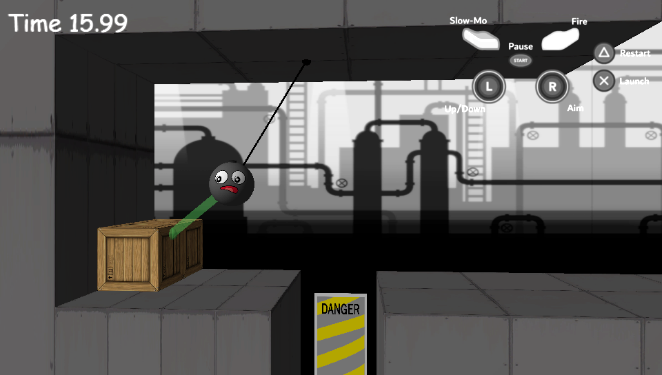 Time 15.99
Slow-Mo
Fire
Pause
START
Restart
L
R
Launch
Up/Down
Aim
DANGER